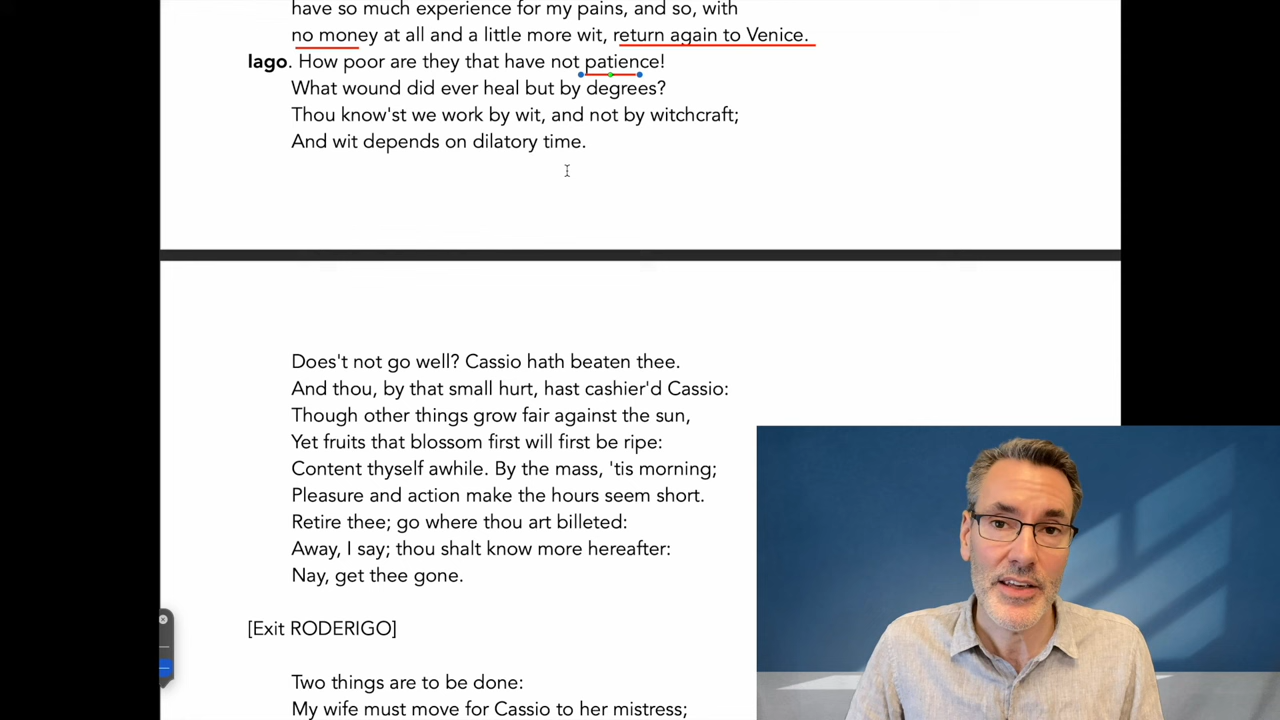 have so much experience for my pains, and so, with
no money at all and a little more wit, return again to Venice.
Iago. How poor are they that have not patience!
What wound did ever heal but by degrees?
Thou know'st we work by wit, and not by witchcraft;
And wit depends on dilatory time.
Does't not go well? Cassio hath beaten thee.
And thou, by that small hurt, hast cashier'd Cassio:
Though other things grow fair against the sun,
Yet fruits that blossom first will first be ripe:
Content thyself awhile. By the mass, 'tis morning;
Pleasure and action make the hours seem short.
Retire thee; go where thou art billeted:
Away, I say; thou shalt know more hereafter:
Nay, get thee gone.
[Exit RODERIGO]
Two things are to be done:
My wife must move for Cassio to her mistress;